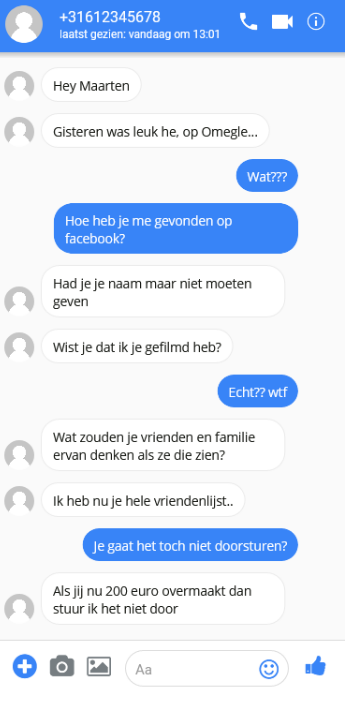 +31612345678
laatst gezien: vandaag om 13:01
Hey Maarten
Gisteren was leuk he, op Omegle...
Wat???
Hoe heb je me gevonden op
facebook?
Had je je naam maar niet moeten
geven
Wist je dat ik je gefilmd heb?
Echt?? wtf
Wat zouden je vrienden en familie
ervan denken als ze die zien?
Ik heb nu je hele vriendenlijst..
Je gaat het toch niet doorsturen?
Als jij nu 200 euro overmaakt dan
stuur ik het niet door
Aa